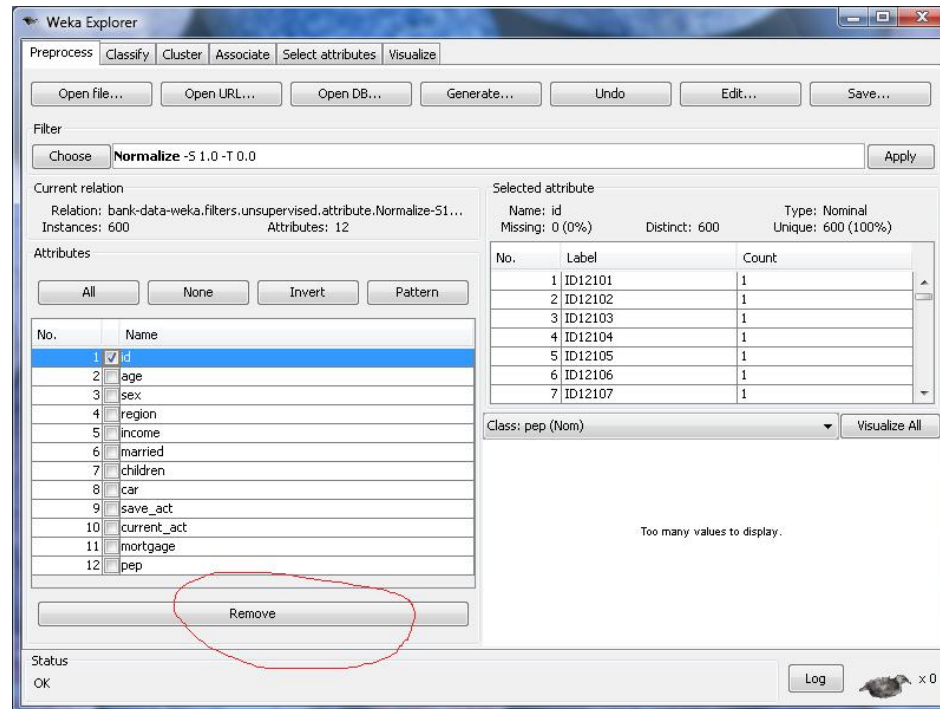 Weka Explorer
Preprocess Classify Cluster Associate Select attributes Visualize
Open file... Open URL... Open DB... Generate... Undo Edit... Save...
Filter
Choose Normalize -S 1.0 -T 0.0 Apply
Current relation
Relation: bank-data-weka.filters.unsupervised.attribute.Normalize-S1...
Instances: 600 Attributes: 12
Attributes
All None Invert Pattern
No. Name
1 id
2 age
3 sex
4 region
5 income
6 married
7 children
8 car
9 save_act
10 current_act
11 mortgage
12 pep
Remove
Selected attribute
Name: id Type: Nominal
Missing: 0 (0%) Distinct: 600 Unique: 600 (100%)
No. Label Count
1 ID12101 1
2 ID12102 1
3 ID12103 1
4 ID12104 1
5 ID12105 1
6 ID12106 1
7 ID12107 1
Class: pep (Nom) Visualize All
Too many values to display.
Status
OK Log x 0